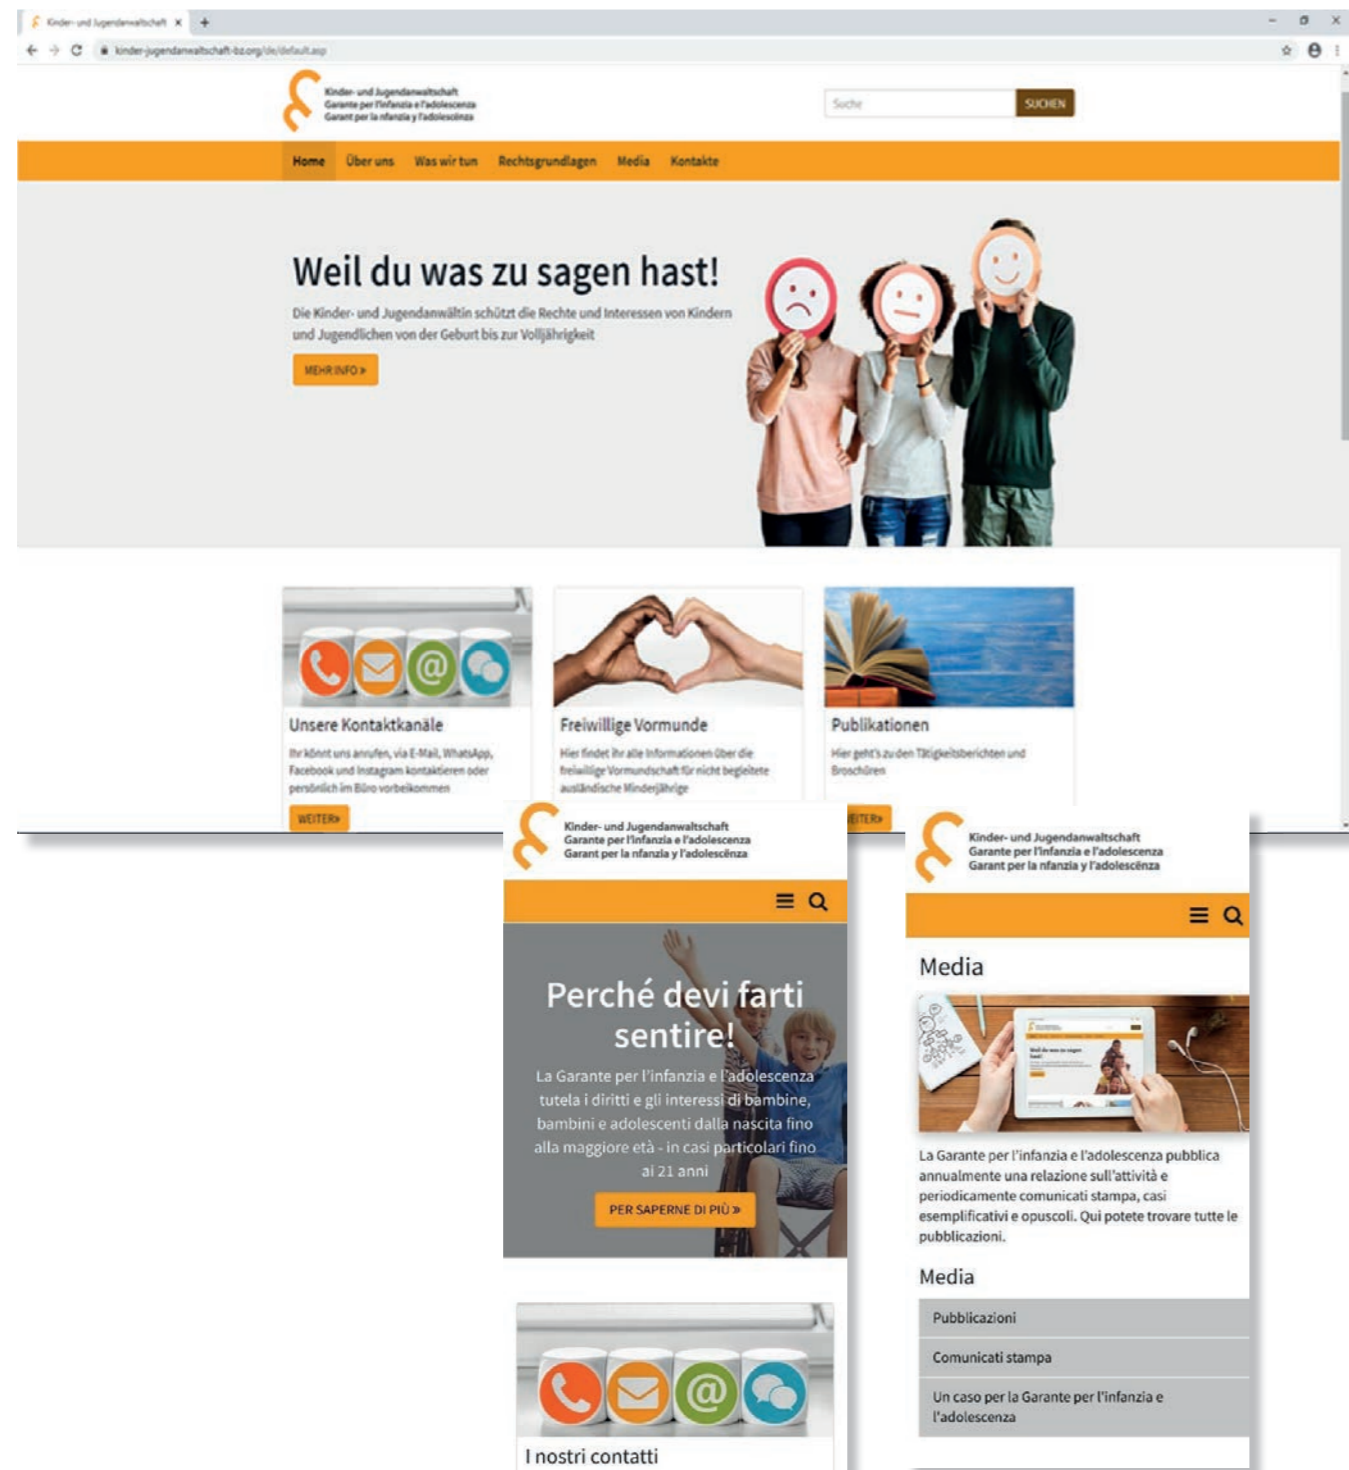 Kinder- und Jugendanwaltschaft
kinder-jugendanwaltschaft-bz.org/de/default.asp
Kinder- und Jugendanwaltschaft
Garante per l'infanzia e l'adolescenza
Garant per la nfanzia y l'adolescënza
Suche
SUCHEN
Home Über uns Was wir tun Rechtsgrundlagen Media Kontakte
Weil du was zu sagen hast!
Die Kinder- und Jugendanwältin schützt die Rechte und Interessen von Kindern
und Jugendlichen von der Geburt bis zur Volljährigkeit
MEHR INFO »
Unsere Kontaktkanäle
Ihr könnt uns anrufen, via E-Mail, WhatsApp,
Facebook und Instagram kontaktieren oder
persönlich im Büro vorbeikommen
WEITER»
Freiwillige Vormunde
Hier findet ihr alle Informationen über die
freiwillige Vormundschaft für nicht begleitete
ausländische Minderjährige
Publikationen
Hier geht's zu den Tätigkeitsberichten und
Broschüren
EITER»
Kinder- und Jugendanwaltschaft
Garante per l'infanzia e l'adolescenza
Garant per la nfanzia y l'adolescënza
Perché devi farti
sentire!
La Garante per l'infanzia e l'adolescenza
tutela i diritti e gli interessi di bambine,
bambini e adolescenti dalla nascita fino
alla maggiore età - in casi particolari fino
ai 21 anni
PER SAPERNE DI PIÙ »
I nostri contatti
Kinder- und Jugendanwaltschaft
Garante per l'infanzia e l'adolescenza
Garant per la nfanzia y l'adolescënza
Media
Weil du was zu sagen
hast!
La Garante per l'infanzia e l'adolescenza pubblica
annualmente una relazione sull'attività e
periodicamente comunicati stampa, casi
esemplificativi e opuscoli. Qui potete trovare tutte le
pubblicazioni.
Media
Pubblicazioni
Comunicati stampa
Un caso per la Garante per l'infanzia e
l'adolescenza